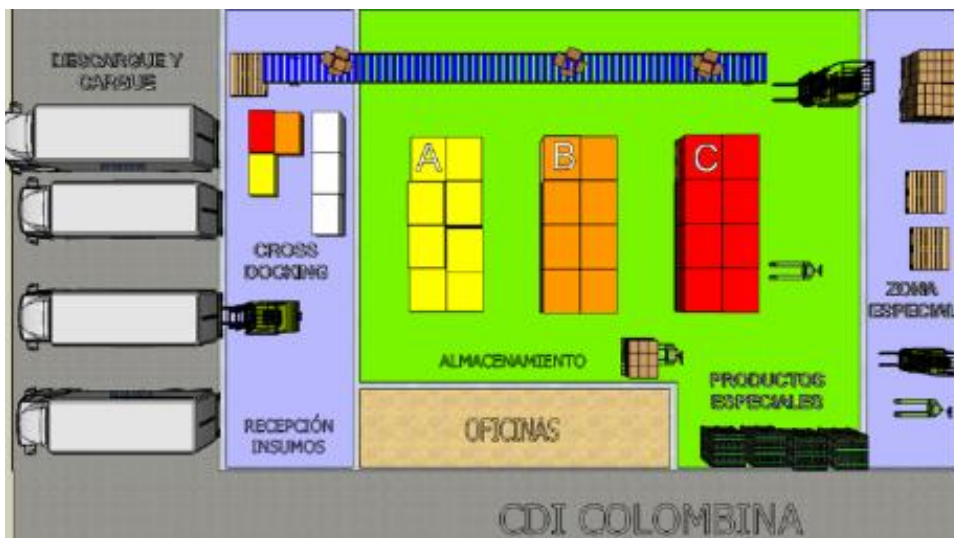 DESCARGUE Y
CARGUE
A
B
C
CROSS
DOCKING
ZONA
ESPECIAL
ALMACENAMIENTO
PRODUCTOS
ESPECIALES
RECEPCIÓN
INSUMOS
OFICINAS
CDI COLOMBINA